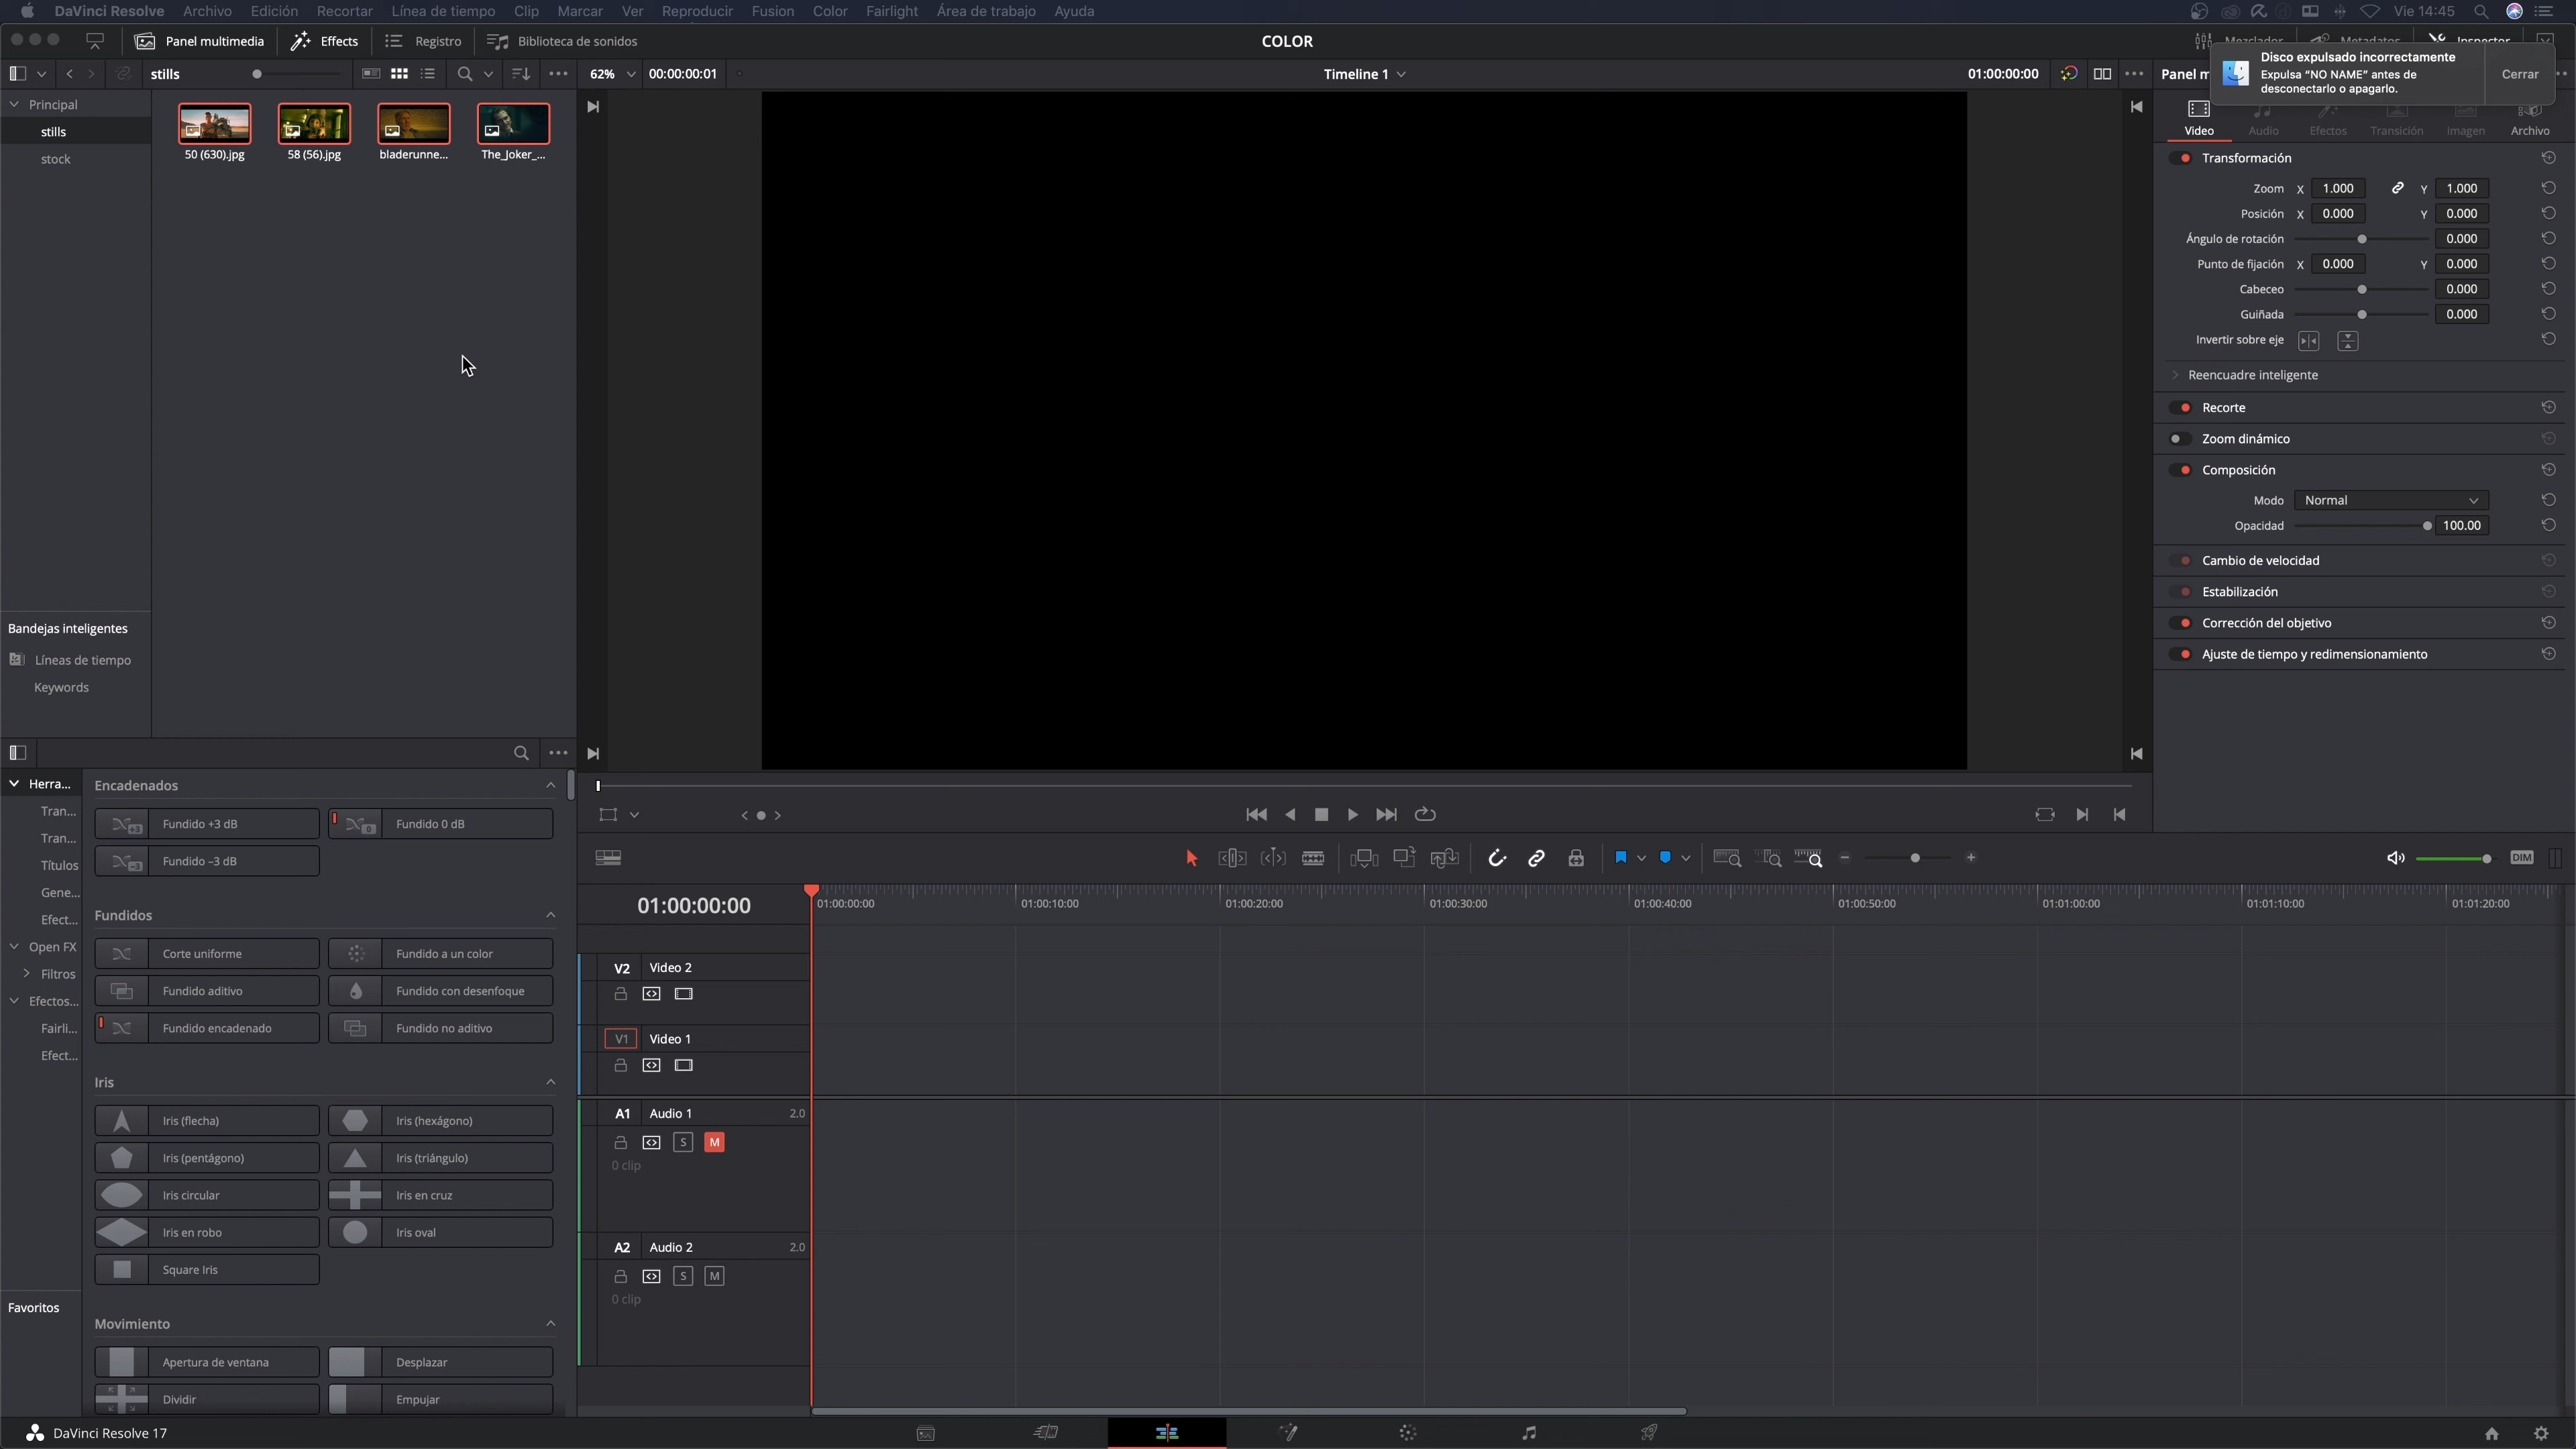 DaVinci Resolve Archivo Edición Recortar Línea de tiempo Clip Marcar Ver Reproducir Fusion Color Fairlight Área de trabajo Ayuda Vie 14:45
Panel multimedia Effects Registro Biblioteca de sonidos COLOR Mezclador Metadatos Inspector
stills 62% 00:00:00:01 Timeline 1 01:00:00:00 Panel m
Disco expulsado incorrectamente
Expulsa “NO NAME” antes de
desconectarlo o apagarlo.
Cerrar
Principal
stills
stock
50 (630).jpg 58 (56).jpg bladerunne... The_Joker_...
Bandejas inteligentes
Líneas de tiempo
Keywords
Video Audio Efectos Transición Imagen Archivo
Transformación
Zoom X 1.000 Y 1.000
Posición X 0.000 Y 0.000
Ángulo de rotación 0.000
Punto de fijación X 0.000 Y 0.000
Cabeceo 0.000
Guiñada 0.000
Invertir sobre eje
Reencuadre inteligente
Recorte
Zoom dinámico
Composición
Modo Normal
Opacidad 100.00
Cambio de velocidad
Estabilización
Corrección del objetivo
Ajuste de tiempo y redimensionamiento
Herra...
Tran...
Tran...
Títulos
Gene...
Efect...
Open FX
Filtros
Efectos...
Fairli...
Efect...
Favoritos
Encadenados
Fundido +3 dB Fundido 0 dB
Fundido –3 dB
Fundidos
Corte uniforme Fundido a un color
Fundido aditivo Fundido con desenfoque
Fundido encadenado Fundido no aditivo
Iris
Iris (flecha) Iris (hexágono)
Iris (pentágono) Iris (triángulo)
Iris circular Iris en cruz
Iris en robo Iris oval
Square Iris
Movimiento
Apertura de ventana Desplazar
Dividir Empujar
DIM
01:00:00:00 01:00:00:00 01:00:10:00 01:00:20:00 01:00:30:00 01:00:40:00 01:00:50:00 01:01:00:00 01:01:10:00 01:01:20:00
V2 Video 2
V1 Video 1
A1 Audio 1 2.0
S M
0 clip
A2 Audio 2 2.0
S M
0 clip
DaVinci Resolve 17